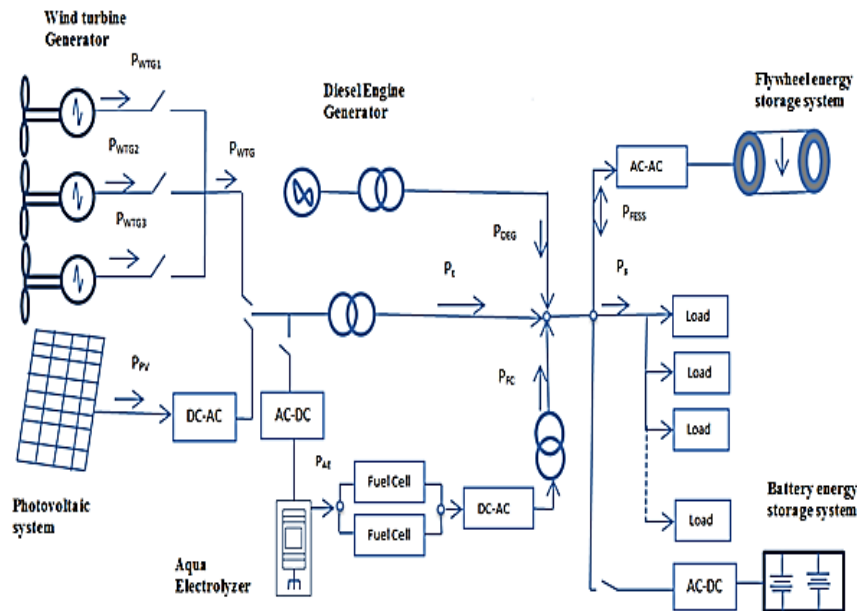 Wind turbine
Generator
PWTG1
PWTG2
PWTG
PWTG3
Diesel Engine
Generator
PDEG
Pt
Flywheel energy
storage system
AC-AC
PFESS
Ps
Load
Load
Load
Load
PPV
DC-AC
AC-DC
PFC
PAE
Fuel Cell
Fuel Cell
DC-AC
Photovoltaic
system
Aqua
Electrolyzer
Battery energy
storage system
AC-DC